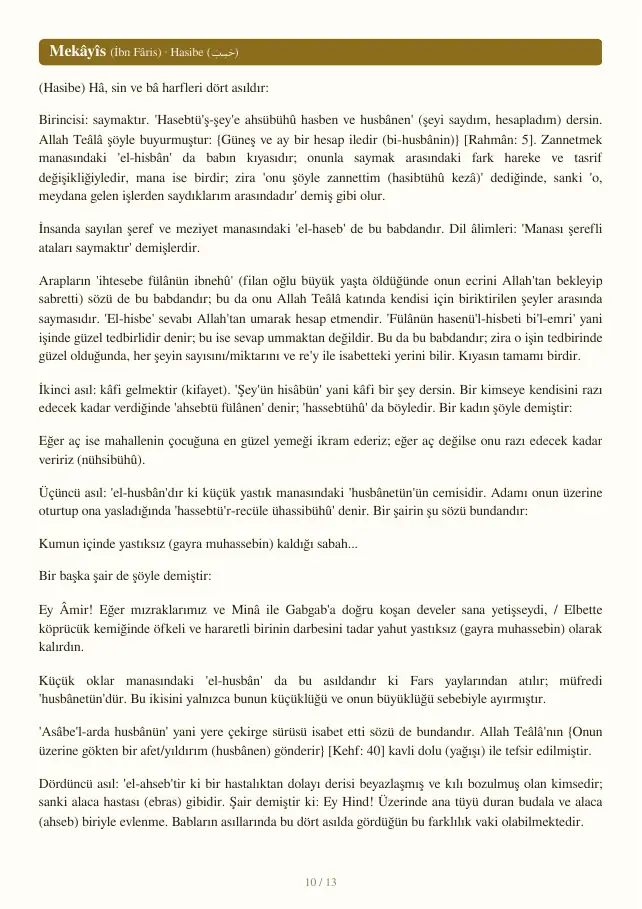 Mekâyîs (İbn Fâris) · Hasibe (حَسِبَ)
(Hasibe) Hâ, sin ve bâ harfleri dört asıldır:
Birincisi: saymaktır. 'Hasebtü'ş-şey'e ahsübühû hasben ve husbânen' (şeyi saydım, hesapladım) dersin.
Allah Teâlâ şöyle buyurmuştur: {Güneş ve ay bir hesap iledir (bi-husbânin)} [Rahmân: 5]. Zannetmek
manasındaki 'el-hisbân' da babın kıyasıdır; onunla saymak arasındaki fark hareke ve tasrif
değişikliğiyledir, mana ise birdir; zira 'onu şöyle zannettim (hasibtühû kezâ)' dediğinde, sanki 'o,
meydana gelen işlerden saydıklarım arasındadır' demiş gibi olur.
İnsanda sayılan şeref ve meziyet manasındaki 'el-haseb' de bu babdandır. Dil âlimleri: 'Manası şerefli
ataları saymaktır' demişlerdir.
Arapların 'ihtesebe fülânün ibnehû' (filan oğlu büyük yaşta öldüğünde onun ecrini Allah'tan bekleyip
sabretti) sözü de bu babdandır; bu da onu Allah Teâlâ katında kendisi için biriktirilen şeyler arasında
saymasıdır. 'El-hisbe' sevabı Allah'tan umarak hesap etmendir. 'Fülânün hasenü'l-hisbeti bi'l-emri' yani
işinde güzel tedbirlidir denir; bu ise sevap ummaktan değildir. Bu da bu babdandır; zira o işin tedbirinde
güzel olduğunda, her şeyin sayısını/miktarını ve re'y ile isabetteki yerini bilir. Kıyasın tamamı birdir.
İkinci asıl: kâfi gelmektir (kifayet). 'Şey'ün hisâbün' yani kâfi bir şey dersin. Bir kimseye kendisini razı
edecek kadar verdiğinde 'ahsebtü fülânen' denir; 'hassebtühû' da böyledir. Bir kadın şöyle demiştir:
Eğer aç ise mahallenin çocuğuna en güzel yemeği ikram ederiz; eğer aç değilse onu razı edecek kadar
veririz (nühsibühû).
Üçüncü asıl: 'el-husbân'dır ki küçük yastık manasındaki 'husbânetün'ün cemisidir. Adamı onun üzerine
oturtup ona yasladığında 'hassebtü'r-recüle ühassibühû' denir. Bir şairin şu sözü bundandır:
Kumun içinde yastıksız (gayra muhassebin) kaldığı sabah...
Bir başka şair de şöyle demiştir:
Ey Âmir! Eğer mızraklarımız ve Minâ ile Gabgab'a doğru koşan develer sana yetişseydi, / Elbette
köprücük kemiğinde öfkeli ve hararetli birinin darbesini tadar yahut yastıksız (gayra muhassebin) olarak
kalırdın.
Küçük oklar manasındaki 'el-husbân' da bu asıldandır ki Fars yaylarından atılır; müfredi
'husbânetün'dür. Bu ikisini yalnızca bunun küçüklüğü ve onun büyüklüğü sebebiyle ayırmıştır.
'Asâbe'l-arda husbânün' yani yere çekirge sürüsü isabet etti sözü de bundandır. Allah Teâlâ'nın {Onun
üzerine gökten bir afet/yıldırım (husbânen) gönderir} [Kehf: 40] kavli dolu (yağışı) ile tefsir edilmiştir.
Dördüncü asıl: 'el-ahseb'tir ki bir hastalıktan dolayı derisi beyazlaşmış ve kılı bozulmuş olan kimsedir;
sanki alaca hastası (ebras) gibidir. Şair demiştir ki: Ey Hind! Üzerinde ana tüyü duran budala ve alaca
(ahseb) biriyle evlenme. Babların asıllarında bu dört asılda gördüğün bu farklılık vaki olabilmektedir.
10 / 13